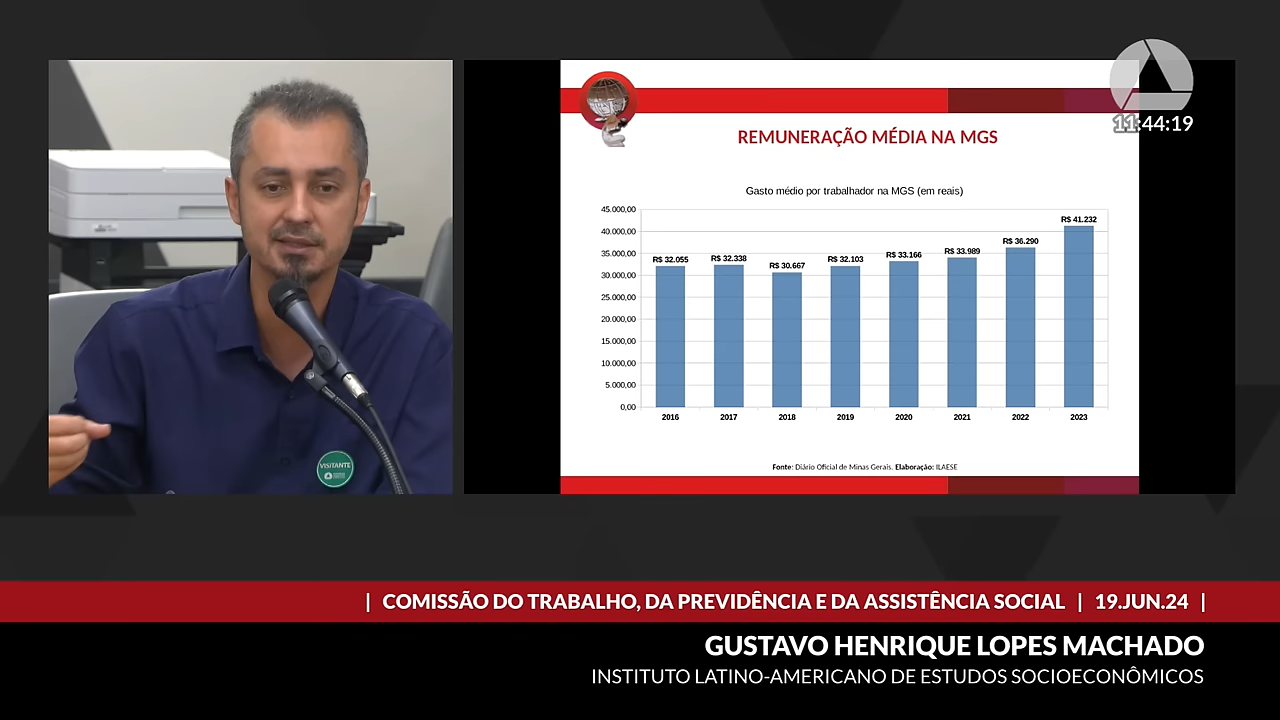 11:44:19
REMUNERAÇÃO MÉDIA NA MGS
Gasto médio por trabalhador na MGS (em reais)
45.000,00
40.000,00
35.000,00
30.000,00
25.000,00
20.000,00
15.000,00
10.000,00
5.000,00
0,00
R$ 32.055
R$ 32.338
R$ 30.667
R$ 32.103
R$ 33.166
R$ 33.989
R$ 36.290
R$ 41.232
2016 2017 2018 2019 2020 2021 2022 2023
Fonte: Diário Oficial de Minas Gerais. Elaboração: ILAESE
VISITANTE
| COMISSÃO DO TRABALHO, DA PREVIDÊNCIA E DA ASSISTÊNCIA SOCIAL | 19.JUN.24 |
GUSTAVO HENRIQUE LOPES MACHADO
INSTITUTO LATINO-AMERICANO DE ESTUDOS SOCIOECONÔMICOS